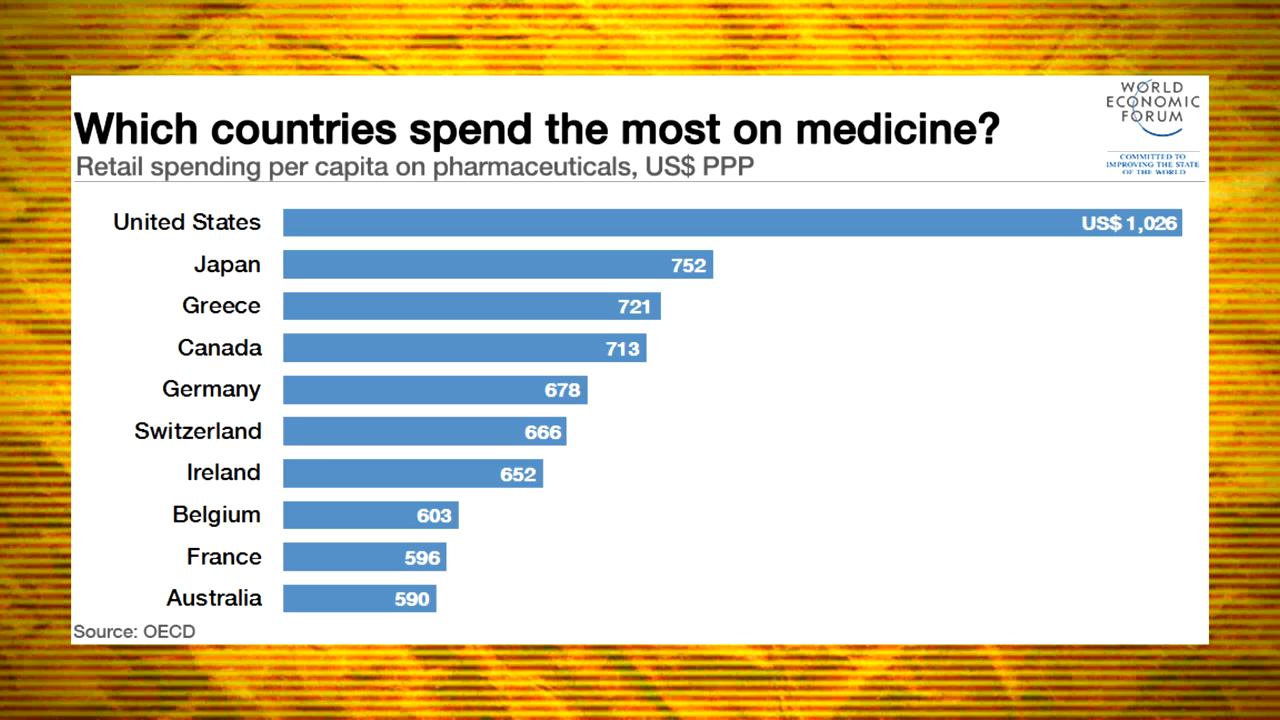 WORLD
ECONOMIC
FORUM
COMMITTED TO
IMPROVING THE STATE
OF THE WORLD
Which countries spend the most on medicine?
Retail spending per capita on pharmaceuticals, US$ PPP
United States US$ 1,026
Japan 752
Greece 721
Canada 713
Germany 678
Switzerland 666
Ireland 652
Belgium 603
France 596
Australia 590
Source: OECD